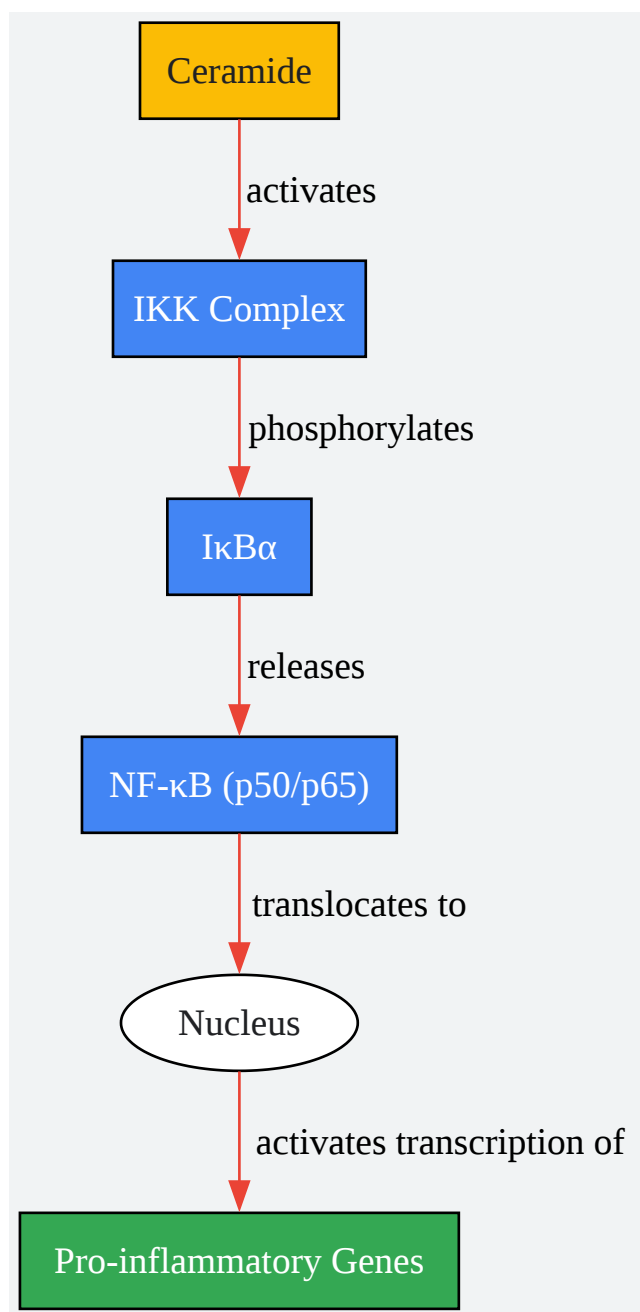 Ceramide
activates
IKK Complex
phosphorylates
IκBα
releases
NF-κB (p50/p65)
translocates to
Nucleus
activates transcription of
Pro-inflammatory Genes